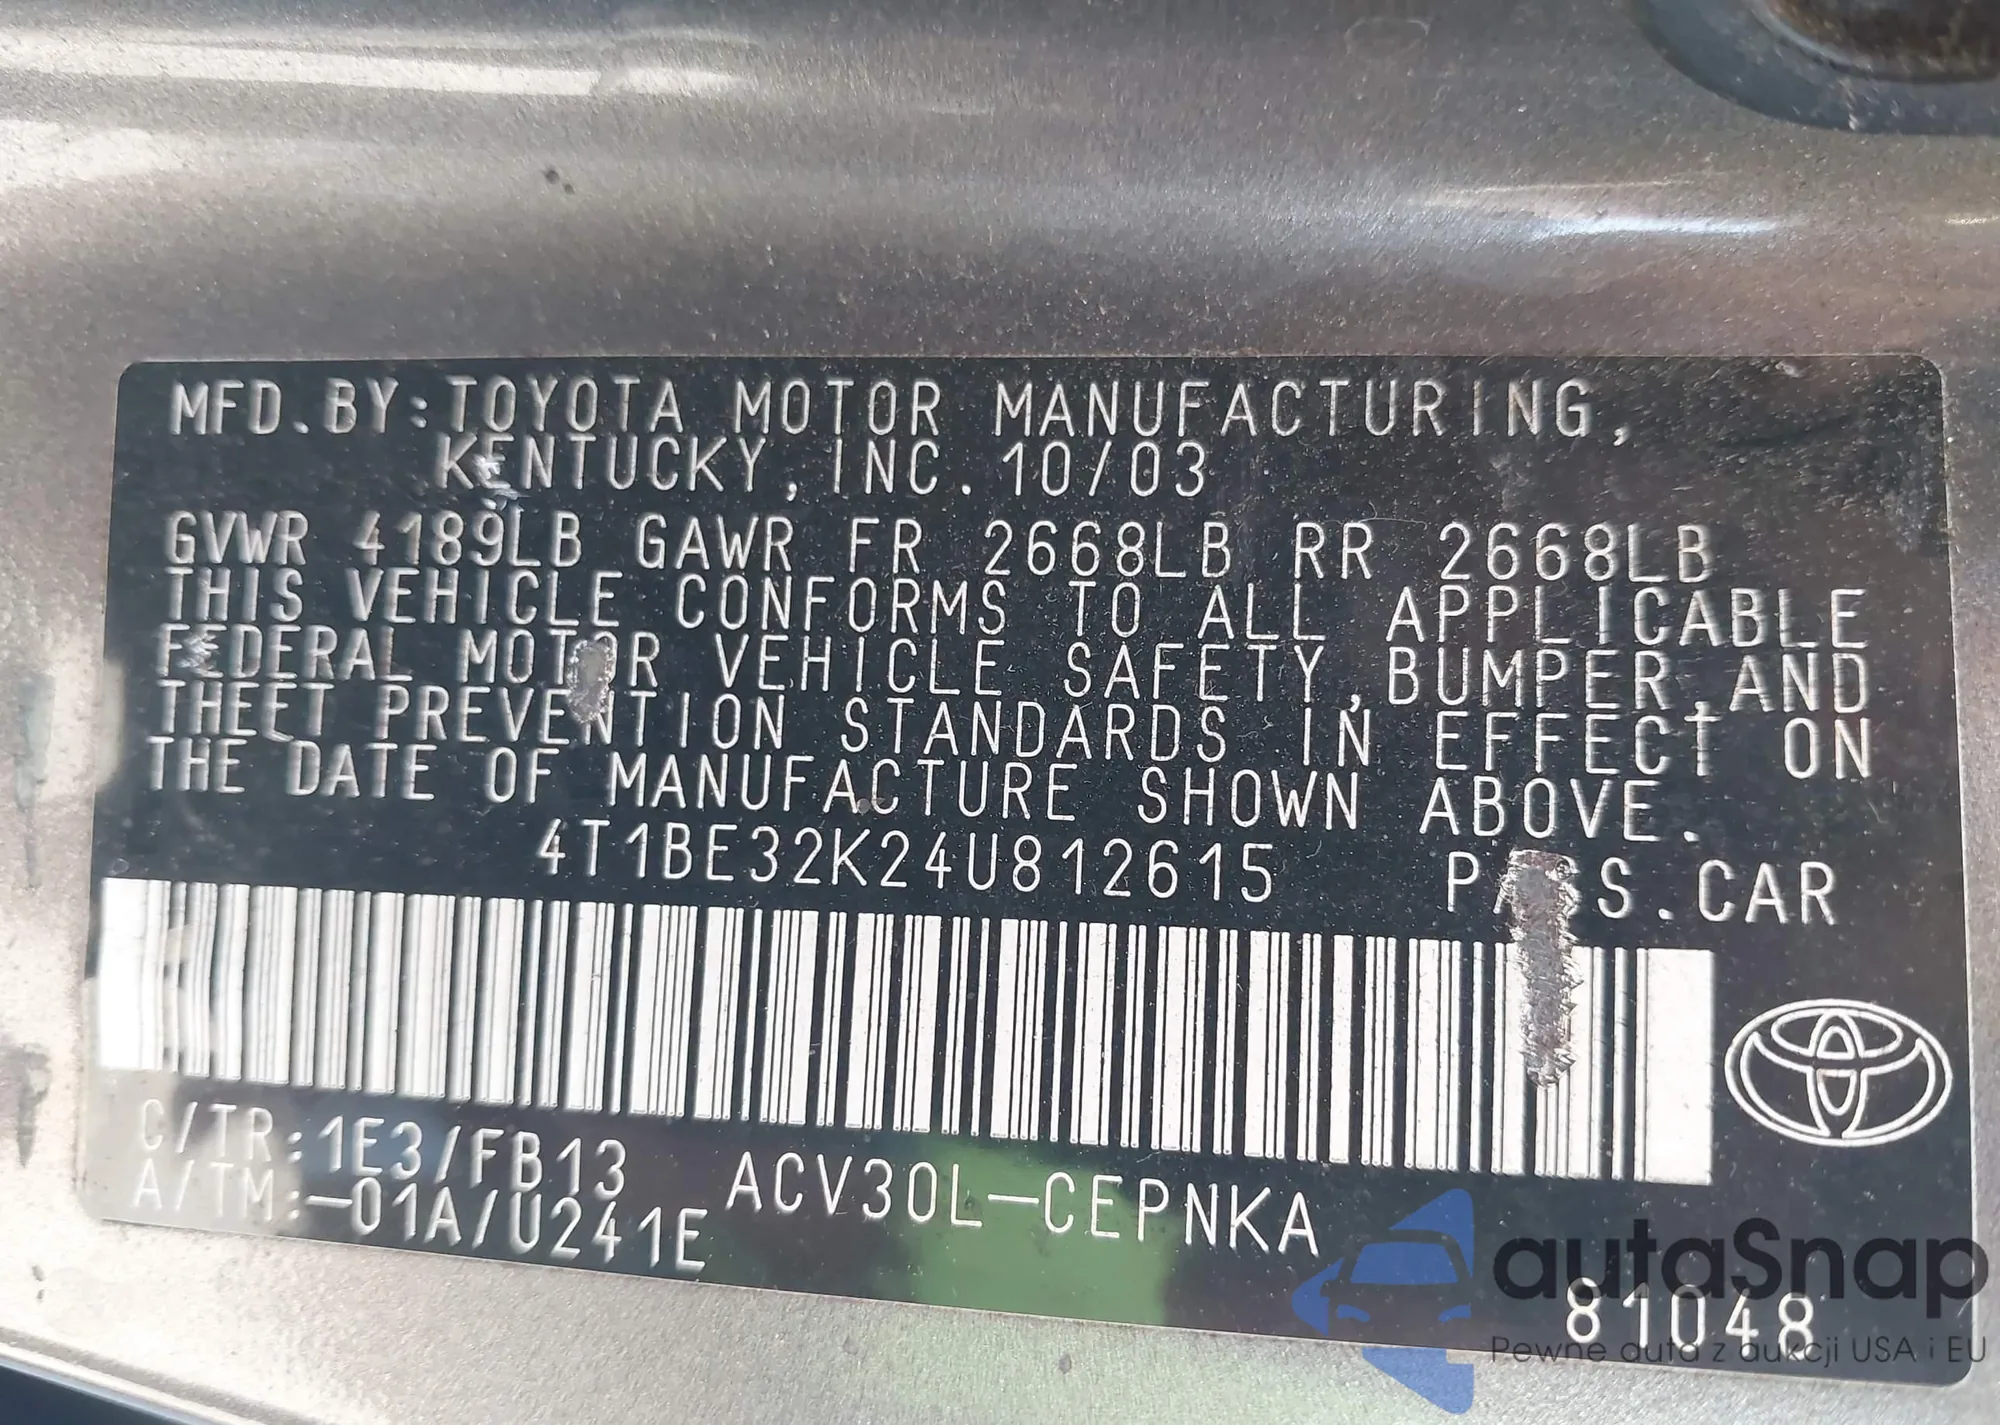 MFD.BY:TOYOTA MOTOR MANUFACTURING,
KENTUCKY, INC. 10/03
GVWR 4189LB GAWR FR 2668LB RR 2668LB
THIS VEHICLE CONFORMS TO ALL APPLICABLE
FEDERAL MOTOR VEHICLE SAFETY,BUMPER,AND
THEFT PREVENTION STANDARDS IN EFFECT ON
THE DATE OF MANUFACTURE SHOWN ABOVE.
4T1BE32K24U812615 PASS.CAR
C/TR:1E3/FB13 ACV30L-CEPNKA
A/TM:-01A/U241E
81048
autaSnap
Pewne auta z aukcji USA i EU